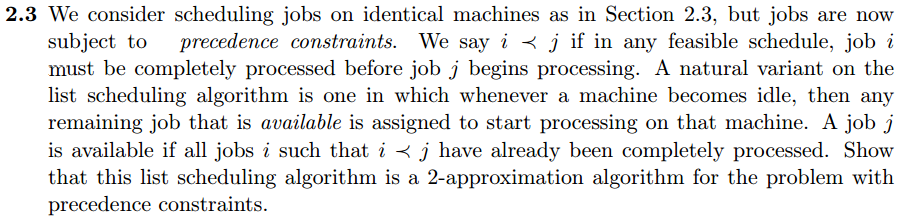 2.3 We consider scheduling jobs on identical machines as in Section 2.3, but jobs are now
subject to precedence constraints. We say i ≺ j if in any feasible schedule, job i
must be completely processed before job j begins processing. A natural variant on the
list scheduling algorithm is one in which whenever a machine becomes idle, then any
remaining job that is available is assigned to start processing on that machine. A job j
is available if all jobs i such that i ≺ j have already been completely processed. Show
that this list scheduling algorithm is a 2-approximation algorithm for the problem with
precedence constraints.